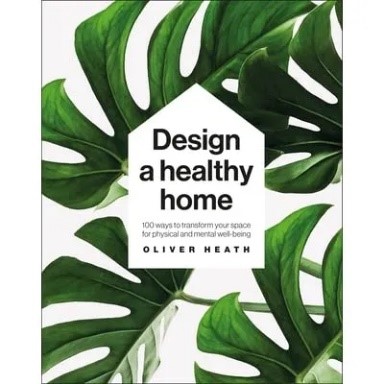 Design
a healthy
home
100 ways to transform your space
for physical and mental well-being
OLIVER HEATH